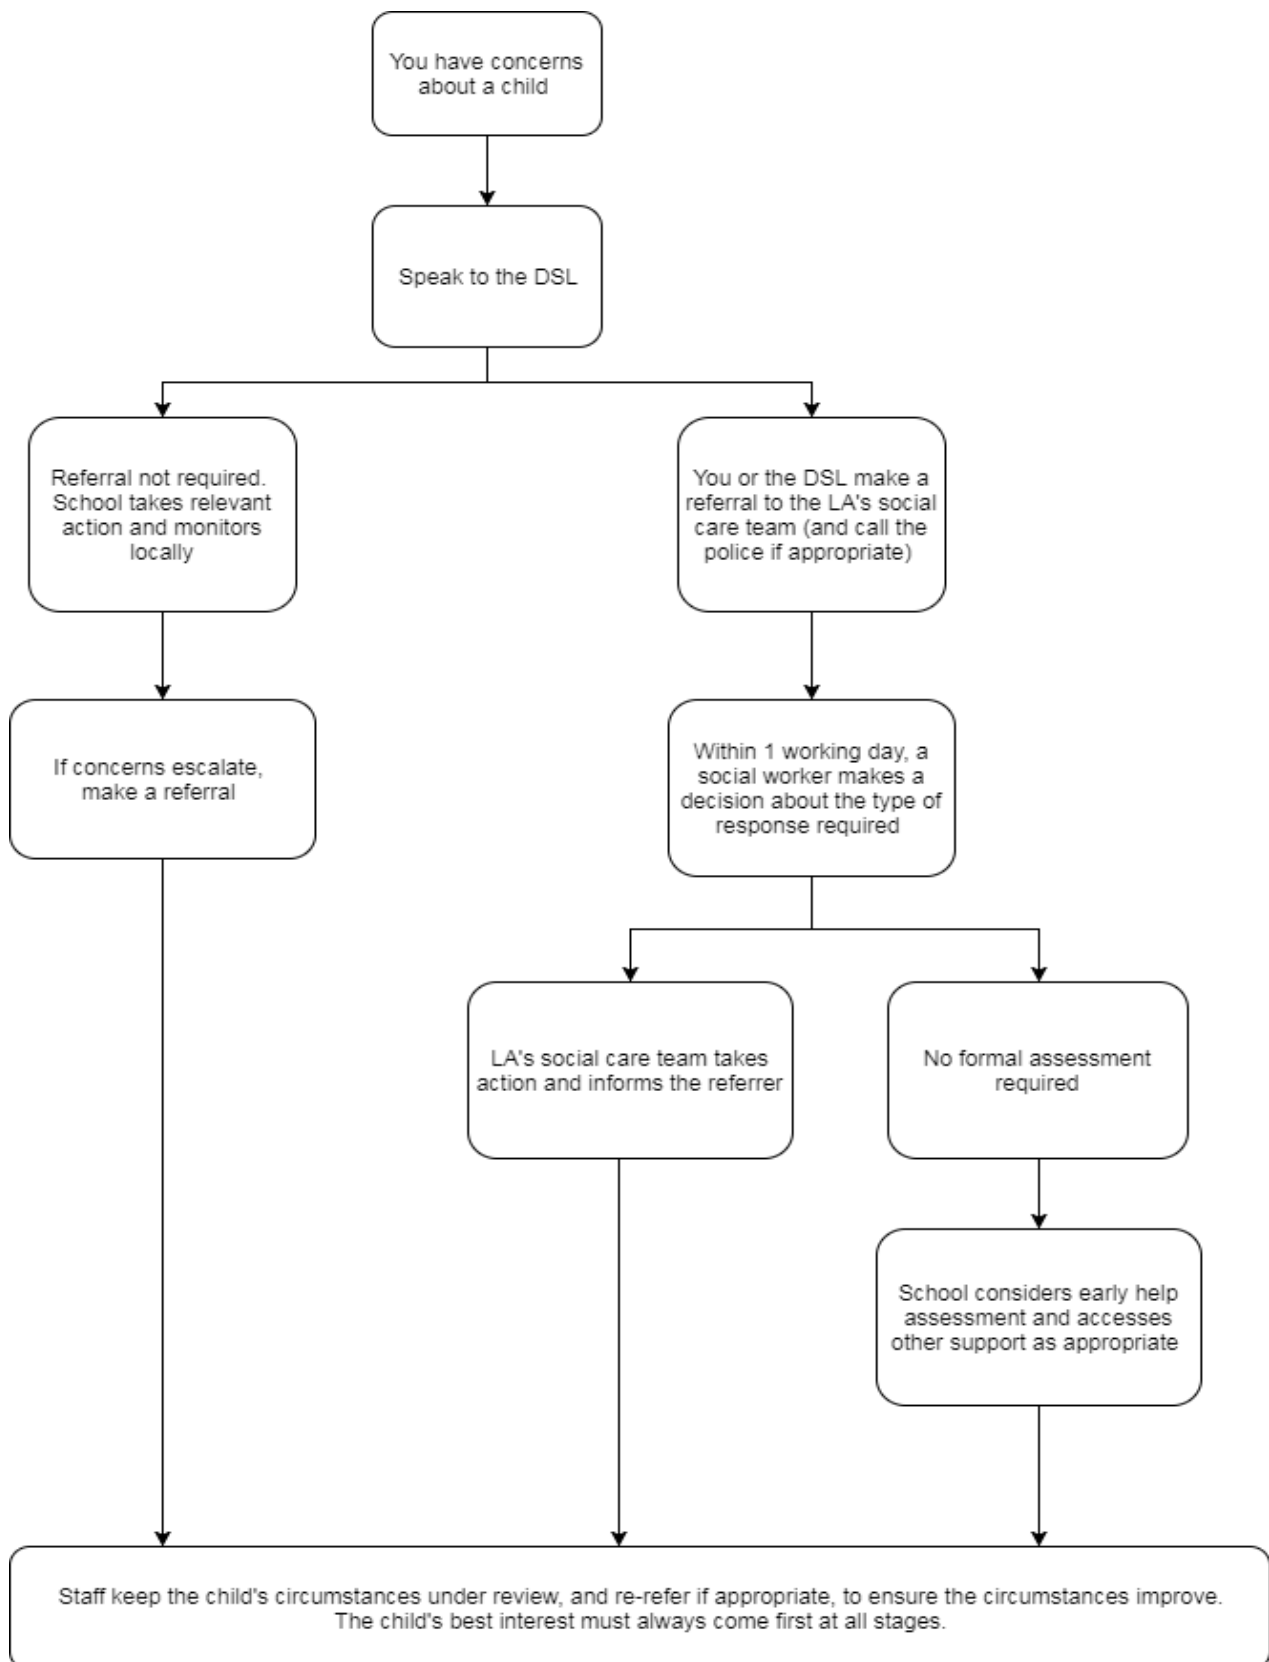 You have concerns
about a child
Speak to the DSL
Referral not required.
School takes relevant
action and monitors
locally
You or the DSL make a
referral to the LA's social
care team (and call the
police if appropriate)
If concerns escalate,
make a referral
Within 1 working day, a
social worker makes a
decision about the type of
response required
LA's social care team takes
action and informs the referrer
No formal assessment
required
School considers early help
assessment and accesses
other support as appropriate
Staff keep the child's circumstances under review, and re-refer if appropriate, to ensure the circumstances improve.
The child's best interest must always come first at all stages.